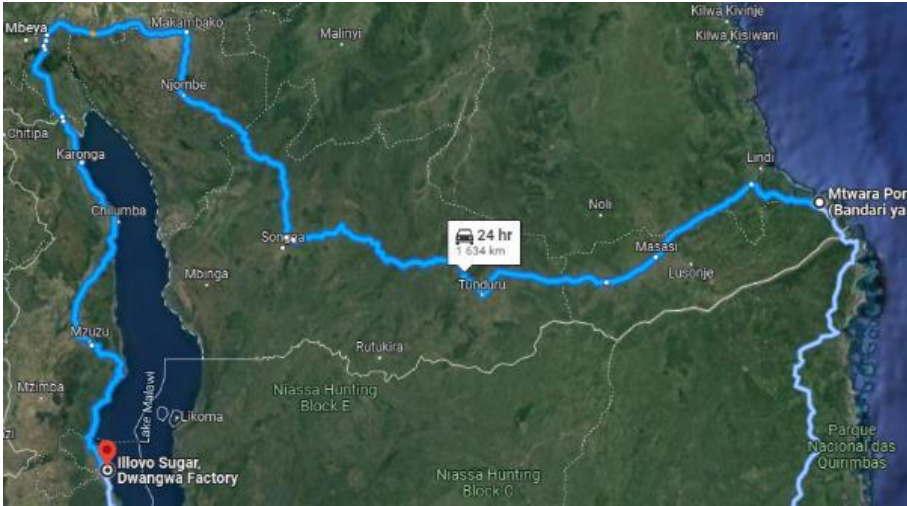 Mbeya
Makambako
Malinyi
Kilwa Kivinje
Kilwa Kisiwani
Njombe
Chitipa
Karonga
Lindi
Mtwara Por
(Bandari ya
Chilumba
Noli
Songea
24 hr
1 634 km
Masasi
Mbinga
Tunduru
Lusonje
Mzuzu
Rutukira
Mzimba
Niassa Hunting
Block E
Lake Malawi
Likoma
zi
Parque
Nacional das
Quirimbas
Illovo Sugar,
Dwangwa Factory
Niassa Hunting
Block C